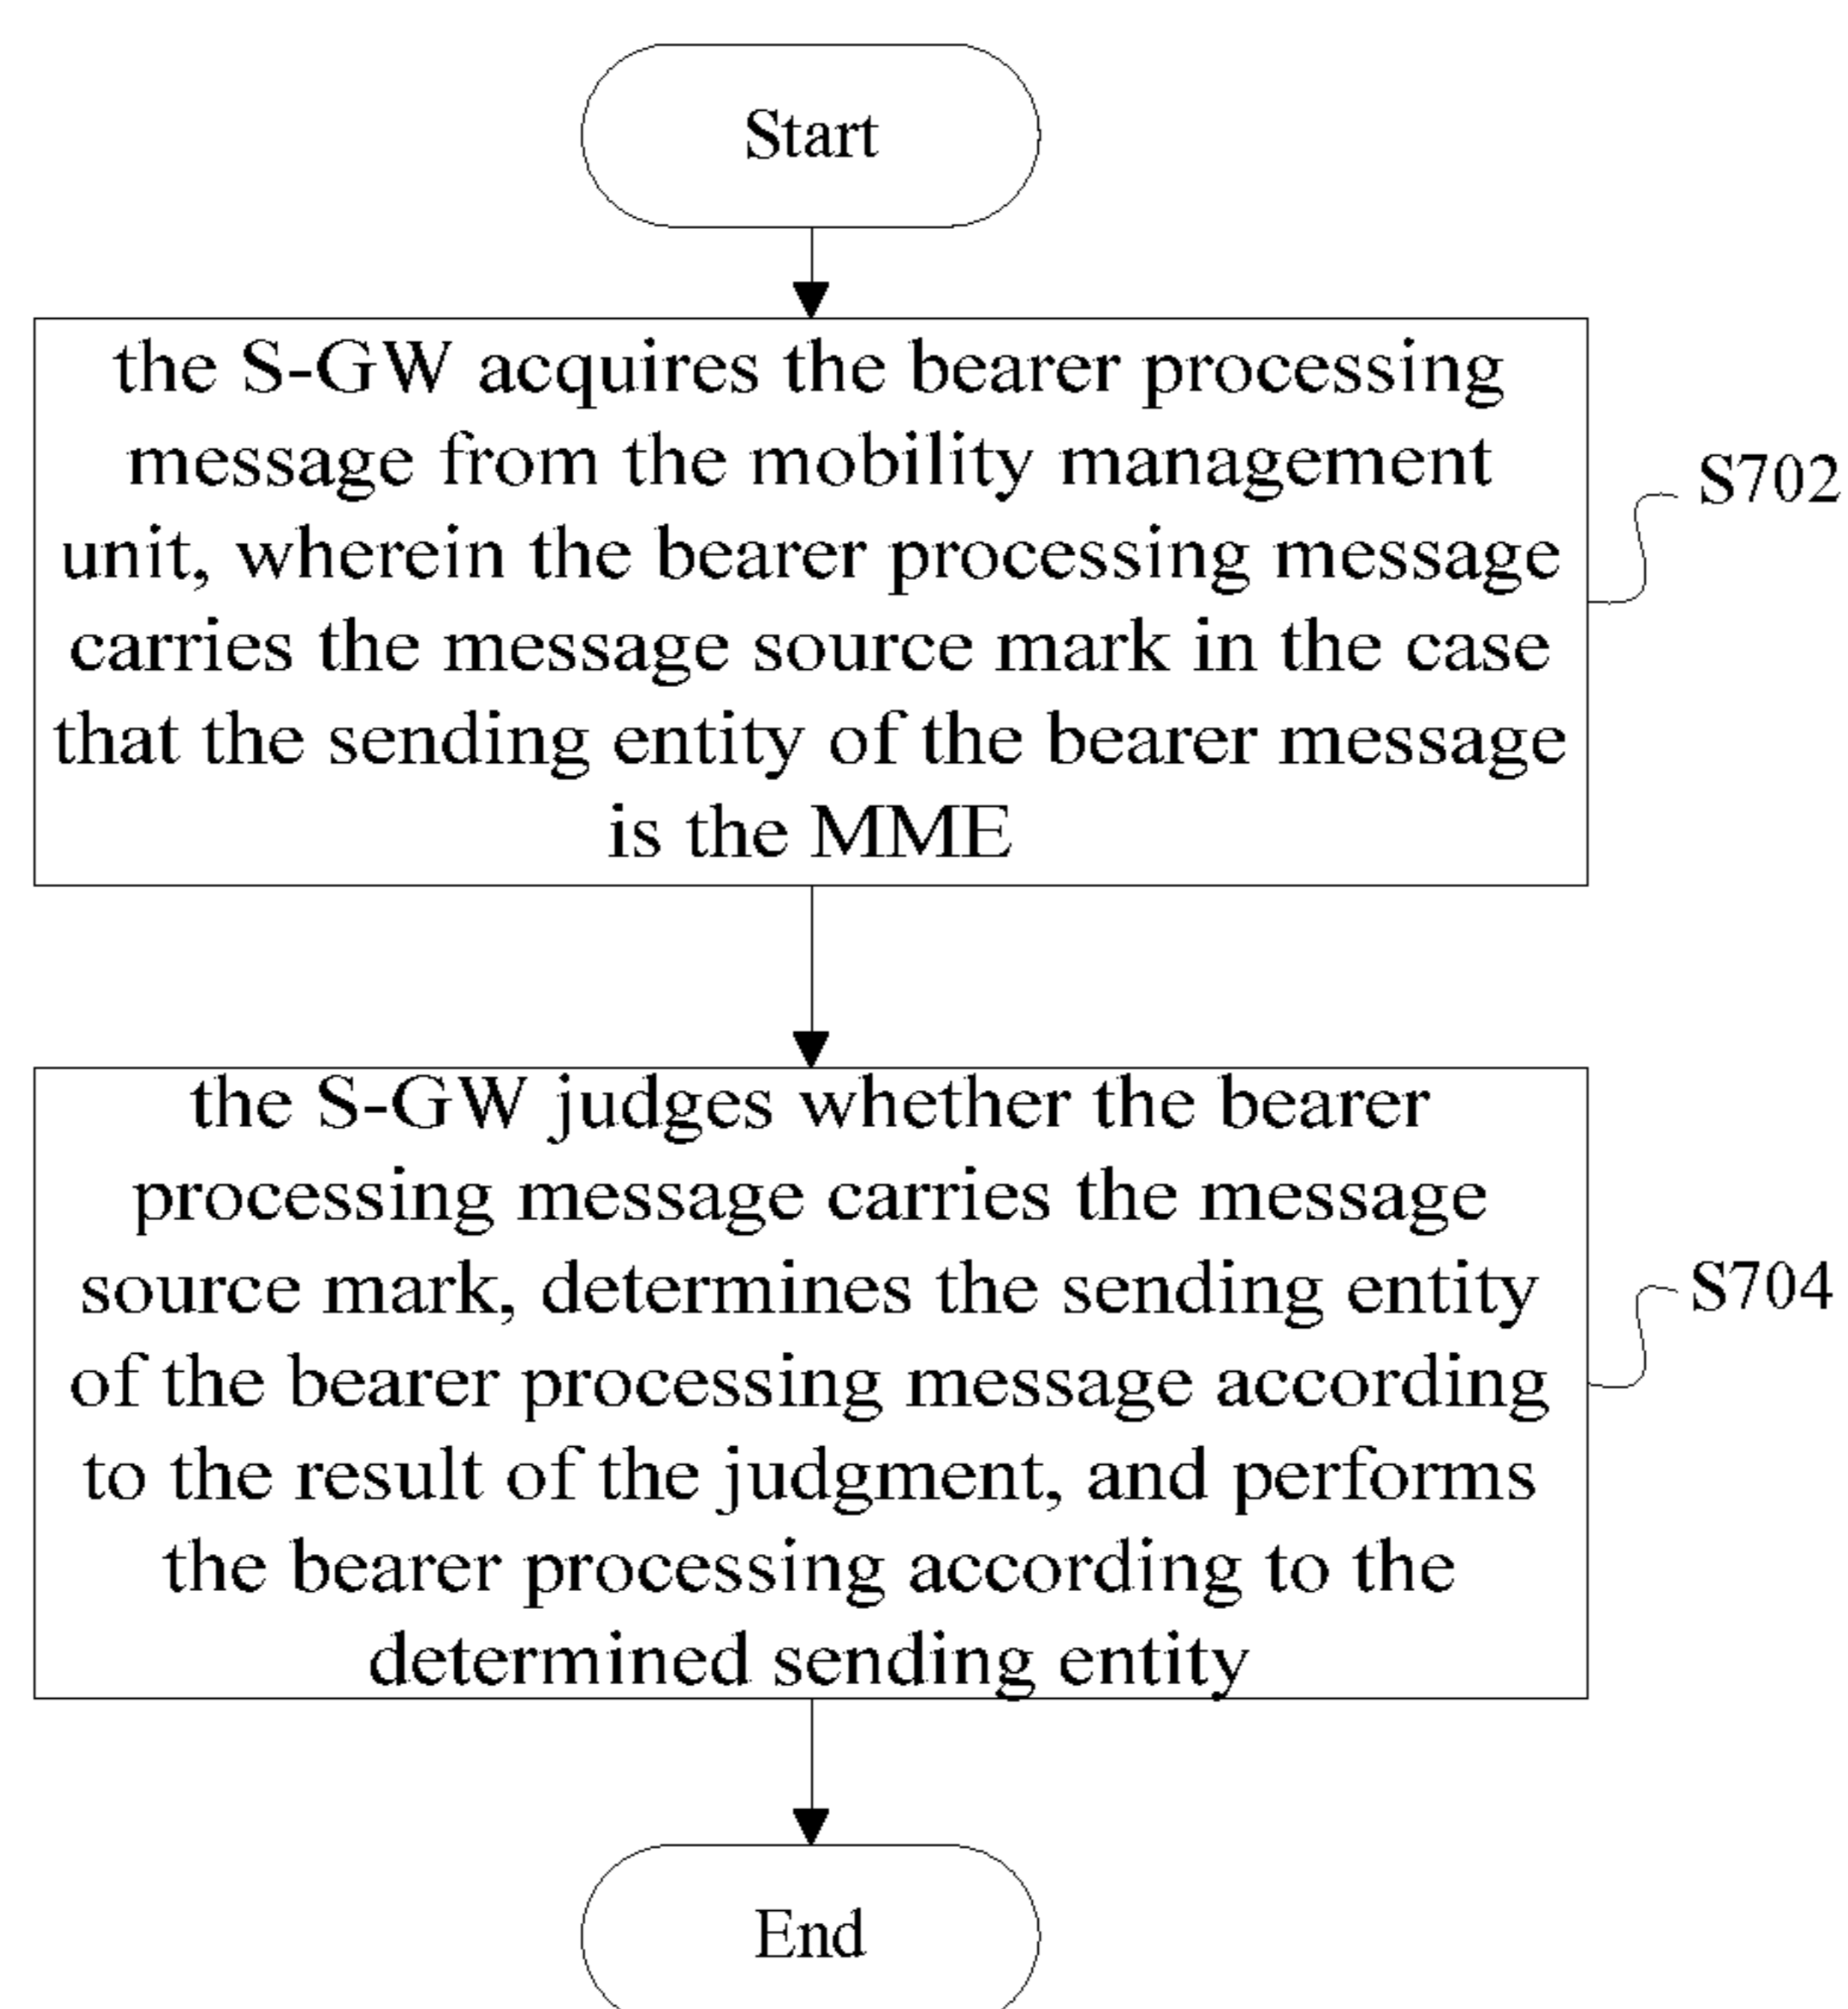 Start
the S-GW acquires the bearer processing
message from the mobility management
unit, wherein the bearer processing message
carries the message source mark in the case
that the sending entity of the bearer message
is the MME
S702
the S-GW judges whether the bearer
processing message carries the message
source mark, determines the sending entity
of the bearer processing message according
to the result of the judgment, and performs
the bearer processing according to the
determined sending entity
S704
End